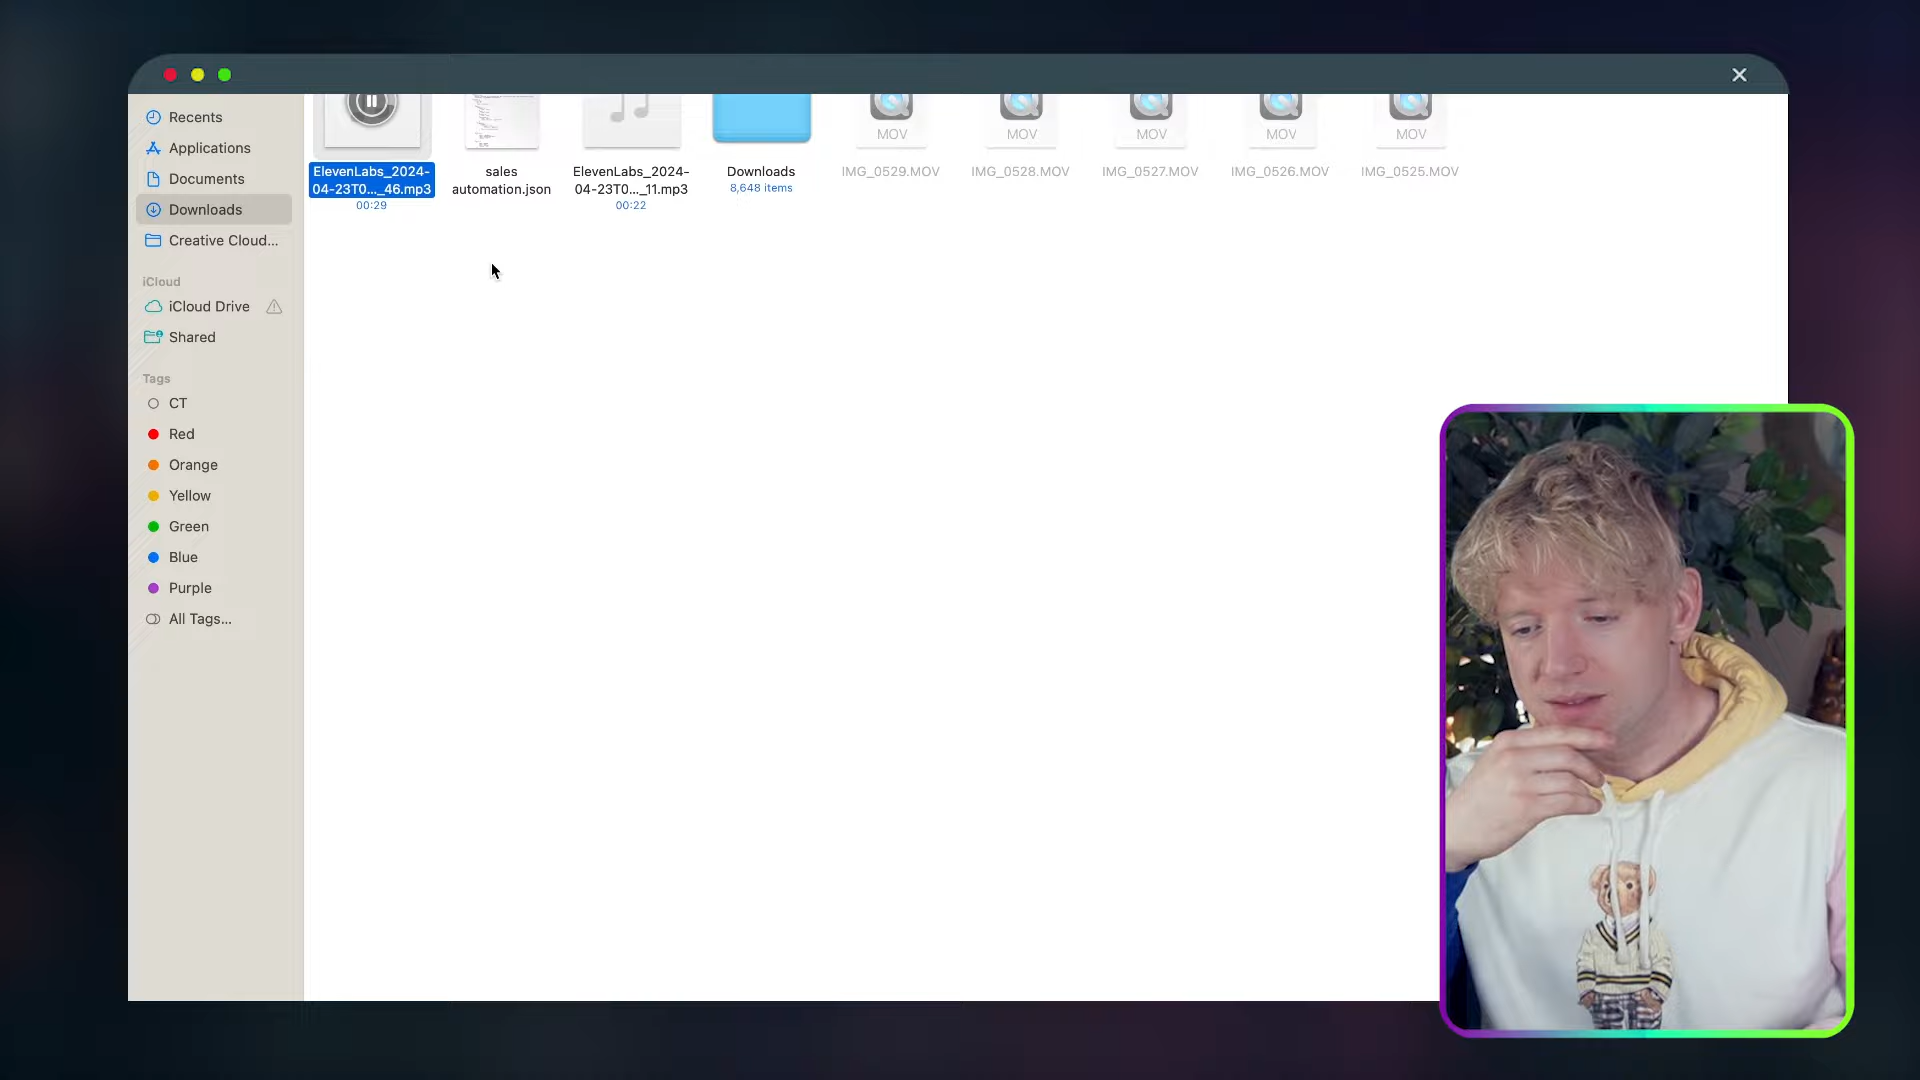 Recents
Applications
Documents
Downloads
Creative Cloud...
iCloud
iCloud Drive
Shared
Tags
CT
Red
Orange
Yellow
Green
Blue
Purple
All Tags...
ElevenLabs_2024-
04-23T0..._46.mp3
00:29
sales
automation.json
ElevenLabs_2024-
04-23T0..._11.mp3
00:22
Downloads
8,648 items
MOV
IMG_0529.MOV
MOV
IMG_0528.MOV
MOV
IMG_0527.MOV
MOV
IMG_0526.MOV
MOV
IMG_0525.MOV